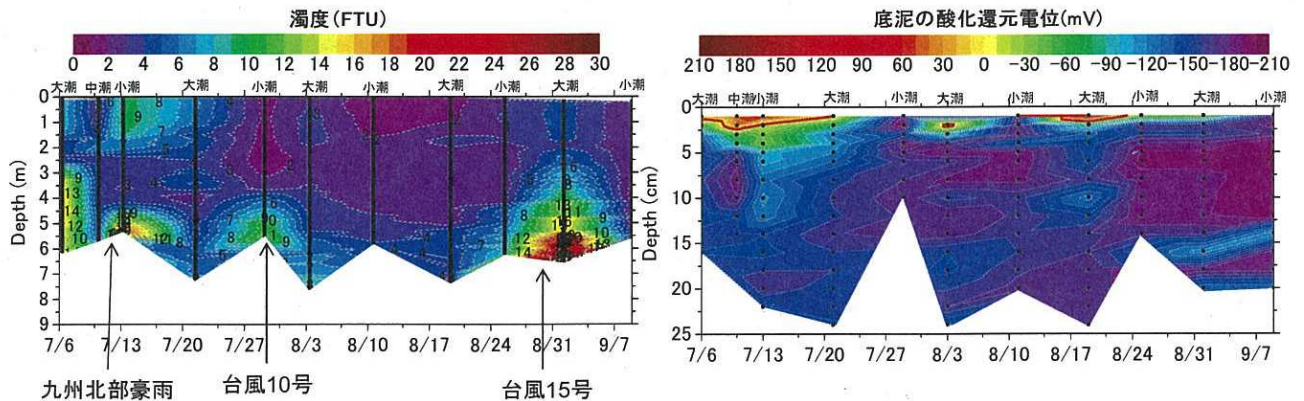 濁度(FTU)
0 2 4 6 8 10 12 14 16 18 20 22 24 26 28 30
大潮 中潮 小潮 大潮 小潮 大潮 小潮 大潮 小潮 大潮 小潮
Depth (m)
0
1
2
3
4
5
6
7
8
9
7/6 7/13 7/20 7/27 8/3 8/10 8/17 8/24 8/31 9/7
九州北部豪雨 台風10号 台風15号
底泥の酸化還元電位(mV)
210 180 150 120 90 60 30 0 -30 -60 -90 -120 -150 -180 -210
大潮 中潮 小潮 大潮 小潮 大潮 小潮 大潮 小潮 大潮 小潮
Depth (cm)
0
5
10
15
20
25
7/6 7/13 7/20 7/27 8/3 8/10 8/17 8/24 8/31 9/7